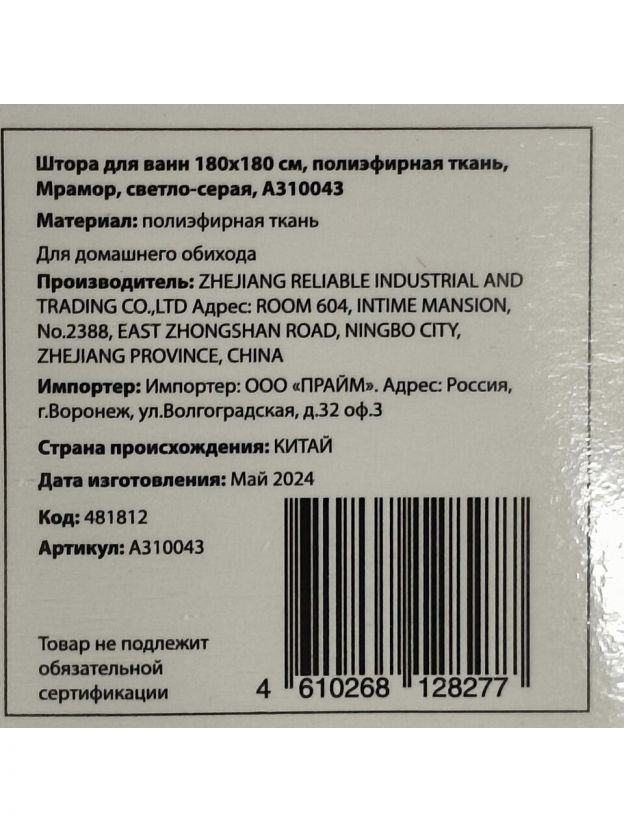 Штора для ванн 180х180 см, полиэфирная ткань,
Мрамор, светло-серая, А310043
Материал: полиэфирная ткань
Для домашнего обихода
Производитель: ZHEJIANG RELIABLE INDUSTRIAL AND
TRADING CO.,LTD Адрес: ROOM 604, INTIME MANSION,
No.2388, EAST ZHONGSHAN ROAD, NINGBO CITY,
ZHEJIANG PROVINCE, CHINA
Импортер: Импортер: ООО «ПРАЙМ». Адрес: Россия,
г.Воронеж, ул.Волгоградская, д.32 оф.3
Страна происхождения: КИТАЙ
Дата изготовления: Май 2024
Код: 481812
Артикул: А310043
Товар не подлежит
обязательной
сертификации
4 610268 128277